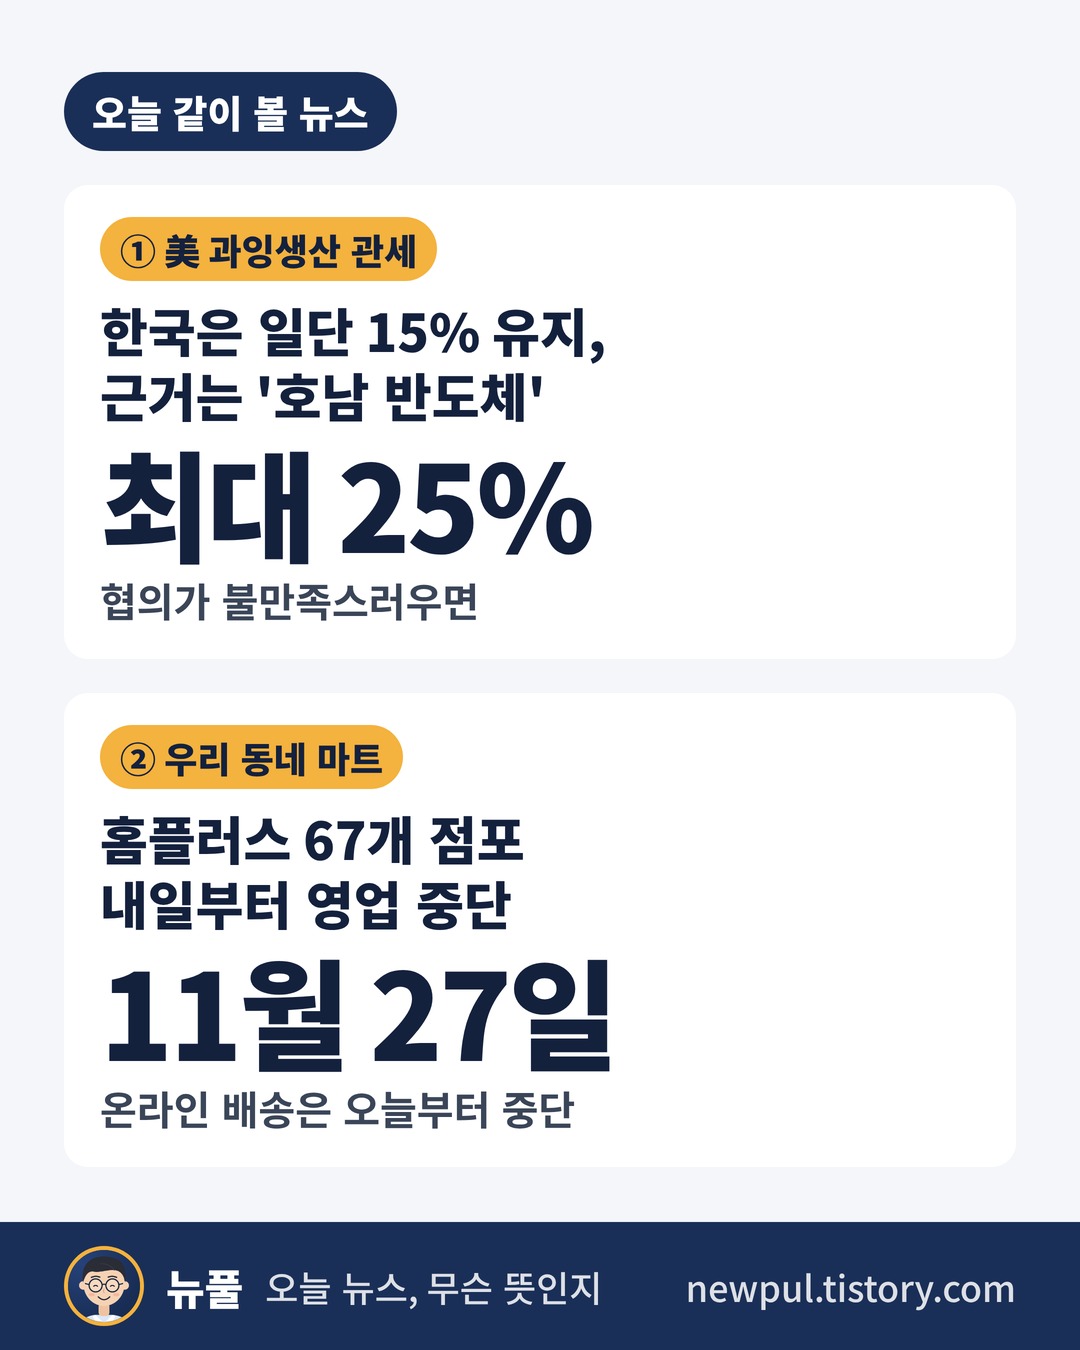 오늘 같이 볼 뉴스
① 美 과잉생산 관세
한국은 일단 15% 유지,
근거는 '호남 반도체'
최대 25%
협의가 불만족스러우면
② 우리 동네 마트
홈플러스 67개 점포
내일부터 영업 중단
11월 27일
온라인 배송은 오늘부터 중단
뉴풀 오늘 뉴스, 무슨 뜻인지 newpul.tistory.com